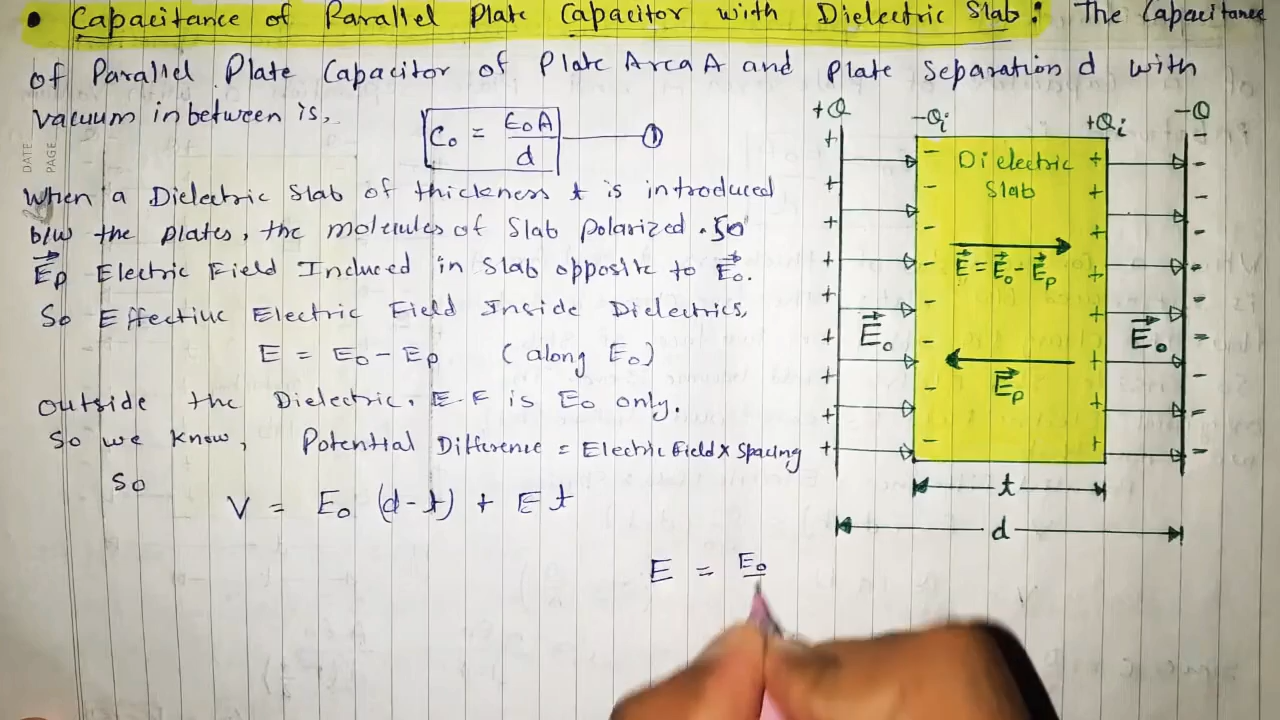 • Capacitance of Parallel Plate Capacitor with Dielectric Slab: The Capacitance
of Parallel Plate Capacitor of Plate Area A and Plate Separation d with
vacuum in between is,
C₀ = ε₀A / d ①
DATE
PAGE
When a Dielectric Slab of thickness t is introduced
b/w the plates, the molecules of Slab Polarized. So
E⃗p Electric Field Induced in Slab opposite to E⃗₀.
So Effective Electric Field Inside Dielectrics,
E = E₀ - Ep (along E₀)
outside the Dielectric, E.F is E₀ only.
So we know, Potential Difference = Electric Field x Spacing
So
V = E₀ (d-t) + E t
E = E₀
+Q -Qi +Qi -Q
Dielectric
Slab
E⃗ = E⃗₀ - E⃗p
E⃗₀ E⃗₀
E⃗p
t
d